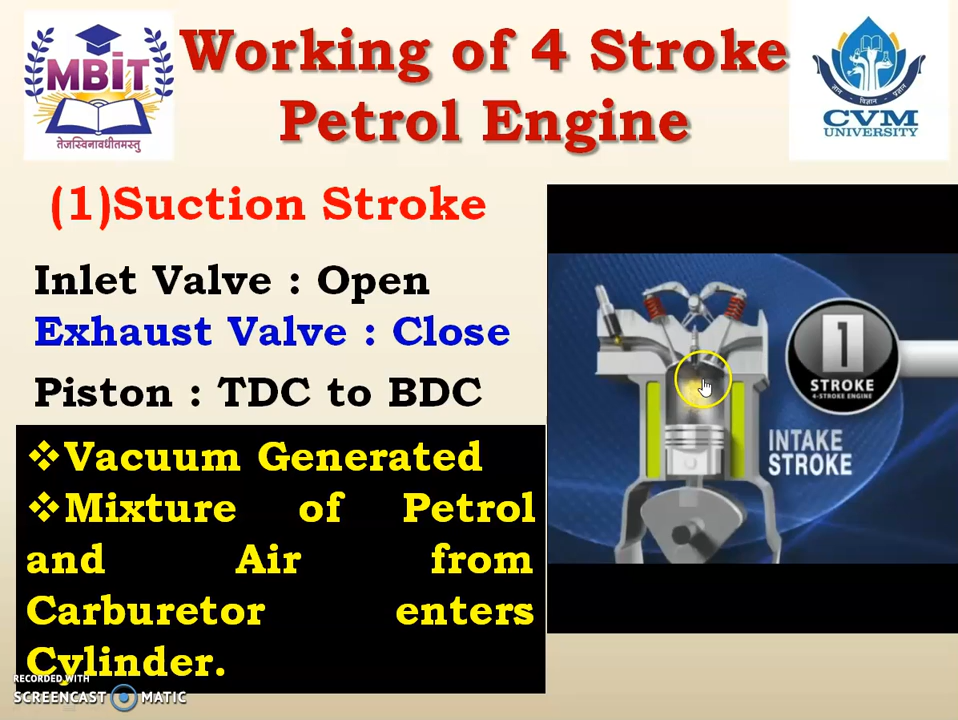 MBIT
तेजस्विनावधीतमस्तु
Working of 4 Stroke
Petrol Engine
ज्ञान • विज्ञान • प्रज्ञान
CVM
UNIVERSITY
(1)Suction Stroke
Inlet Valve : Open
Exhaust Valve : Close
Piston : TDC to BDC
❖Vacuum Generated
❖Mixture of Petrol
and Air from
Carburetor enters
Cylinder.
1
STROKE
4-STROKE ENGINE
INTAKE
STROKE
RECORDED WITH
SCREENCAST MATIC